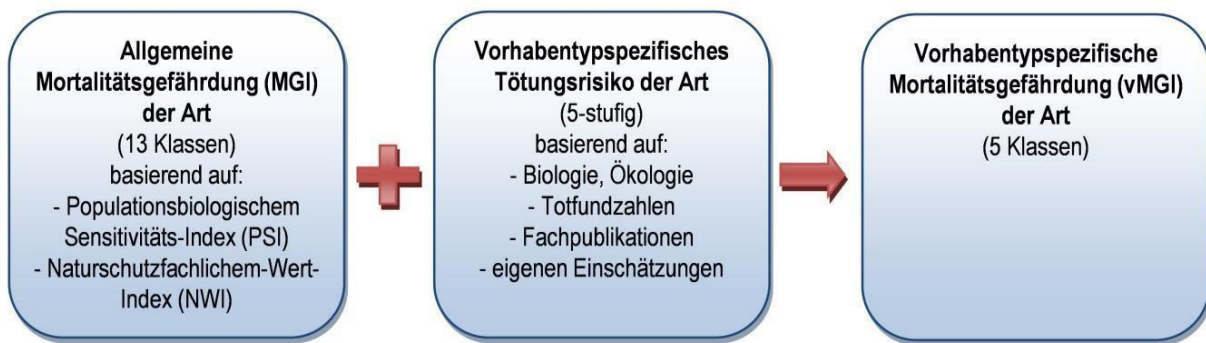 Allgemeine
Mortalitätsgefährdung (MGI)
der Art
(13 Klassen)
basierend auf:
- Populationsbiologischem
Sensitivitäts-Index (PSI)
- Naturschutzfachlichem-Wert-
Index (NWI)
Vorhabentypspezifisches
Tötungsrisiko der Art
(5-stufig)
basierend auf:
- Biologie, Ökologie
- Totfundzahlen
- Fachpublikationen
- eigenen Einschätzungen
Vorhabentypspezifische
Mortalitätsgefährdung (vMGI)
der Art
(5 Klassen)